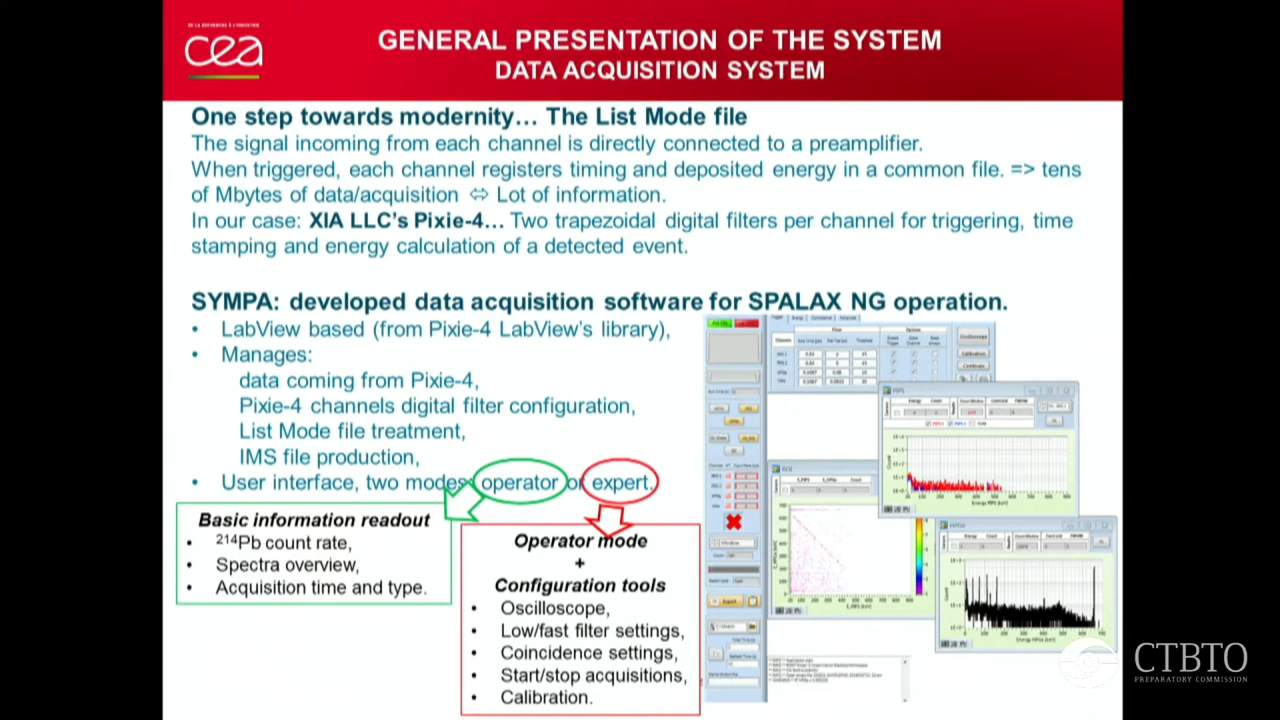 DE LA RECHERCHE À L'INDUSTRIE
cea
GENERAL PRESENTATION OF THE SYSTEM
DATA ACQUISITION SYSTEM
One step towards modernity… The List Mode file
The signal incoming from each channel is directly connected to a preamplifier.
When triggered, each channel registers timing and deposited energy in a common file. => tens
of Mbytes of data/acquisition ⇔ Lot of information.
In our case: XIA LLC's Pixie-4… Two trapezoidal digital filters per channel for triggering, time
stamping and energy calculation of a detected event.
SYMPA: developed data acquisition software for SPALAX NG operation.
• LabView based (from Pixie-4 LabView's library),
• Manages:
data coming from Pixie-4,
Pixie-4 channels digital filter configuration,
List Mode file treatment,
IMS file production,
• User interface, two modes: operator or expert.
Basic information readout
• ²¹⁴Pb count rate,
• Spectra overview,
• Acquisition time and type.
Operator mode
+
Configuration tools
• Oscilloscope,
• Low/fast filter settings,
• Coincidence settings,
• Start/stop acquisitions,
• Calibration.
CTBTO
PREPARATORY COMMISSION